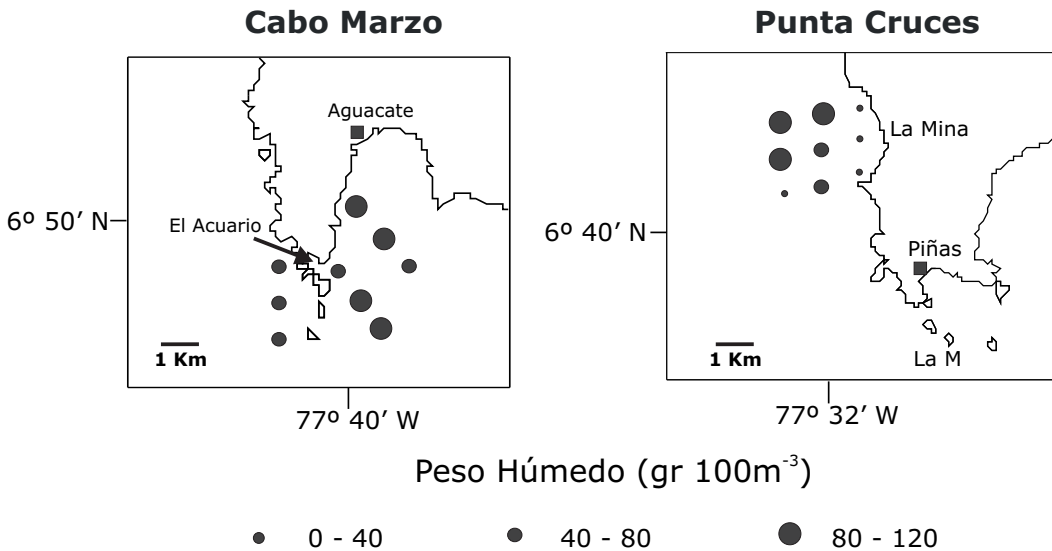 Cabo Marzo
Punta Cruces
Aguacate
La Mina
6º 50′ N
El Acuario
6º 40′ N
Piñas
1 Km
1 Km
La M
77º 40′ W
77º 32′ W
Peso Húmedo (gr 100m⁻³)
0 - 40
40 - 80
80 - 120